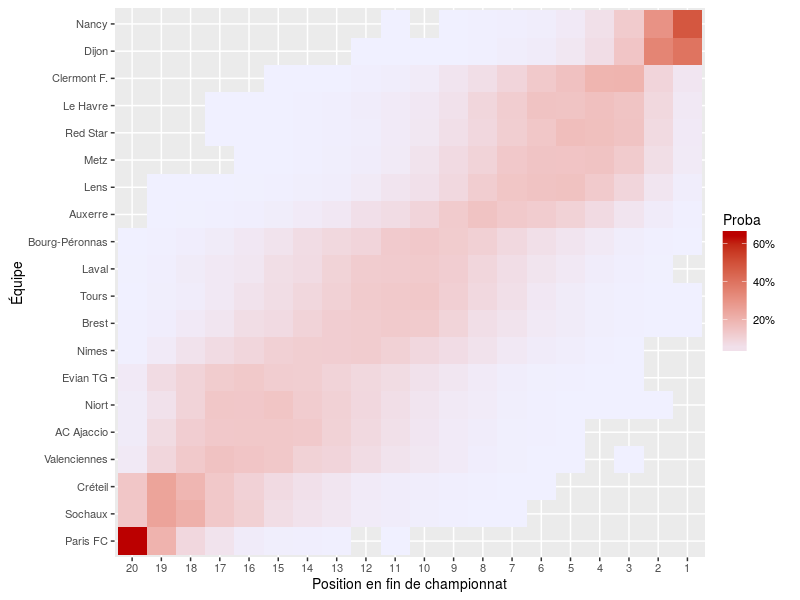 Nancy
Dijon
Clermont F.
Le Havre
Red Star
Metz
Lens
Auxerre
Bourg-Péronnas
Laval
Tours
Brest
Nimes
Evian TG
Niort
AC Ajaccio
Valenciennes
Créteil
Sochaux
Paris FC
Équipe
20 19 18 17 16 15 14 13 12 11 10 9 8 7 6 5 4 3 2 1
Position en fin de championnat
Proba
60%
40%
20%